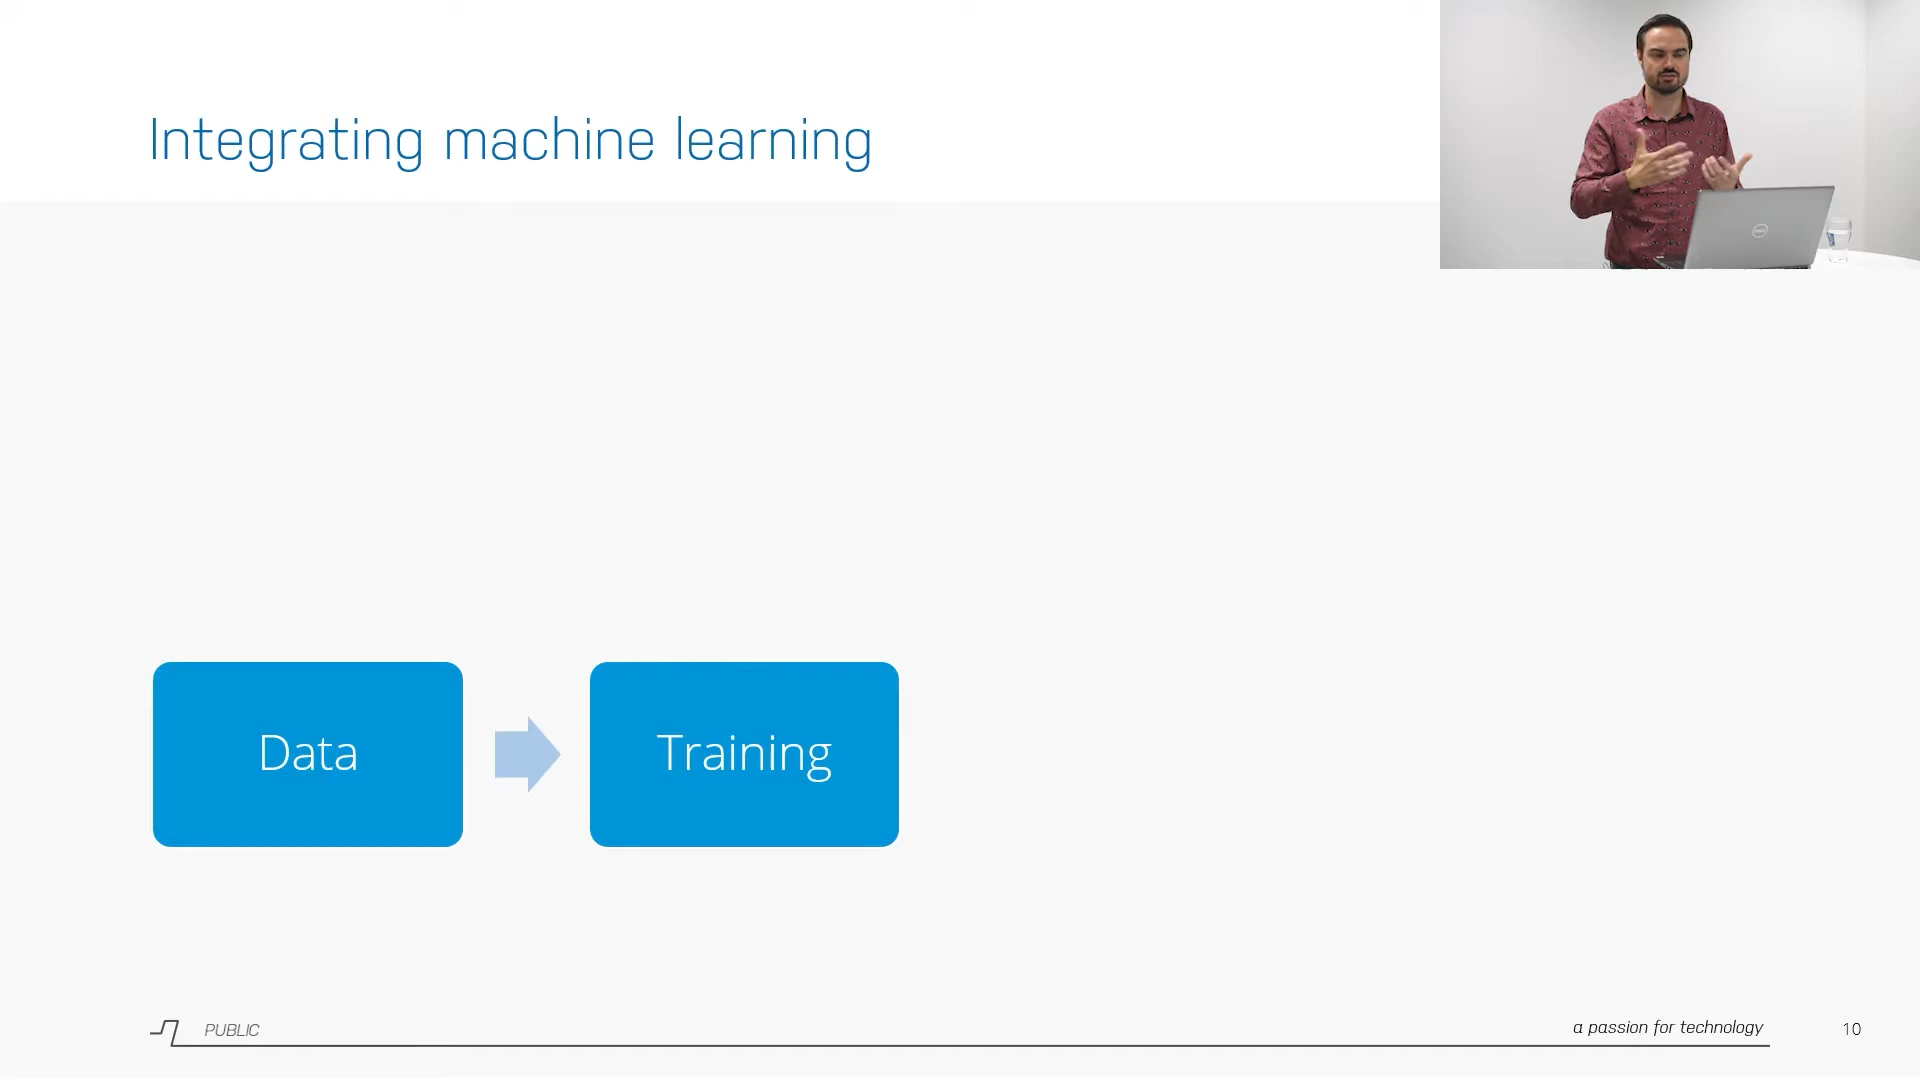 Integrating machine learning
Data
Training
PUBLIC
a passion for technology
10